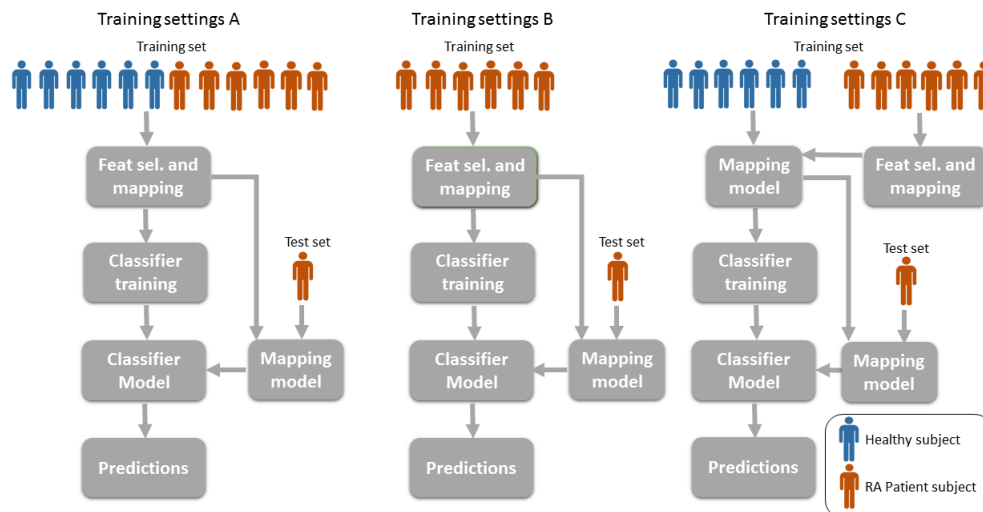 Training settings A
Training set
Feat sel. and
mapping
Classifier
training
Test set
Classifier
Model
Mapping
model
Predictions
Training settings B
Training set
Feat sel. and
mapping
Classifier
training
Test set
Classifier
Model
Mapping
model
Predictions
Training settings C
Training set
Mapping
model
Feat sel. and
mapping
Classifier
training
Test set
Classifier
Model
Mapping
model
Predictions
Healthy subject
RA Patient subject